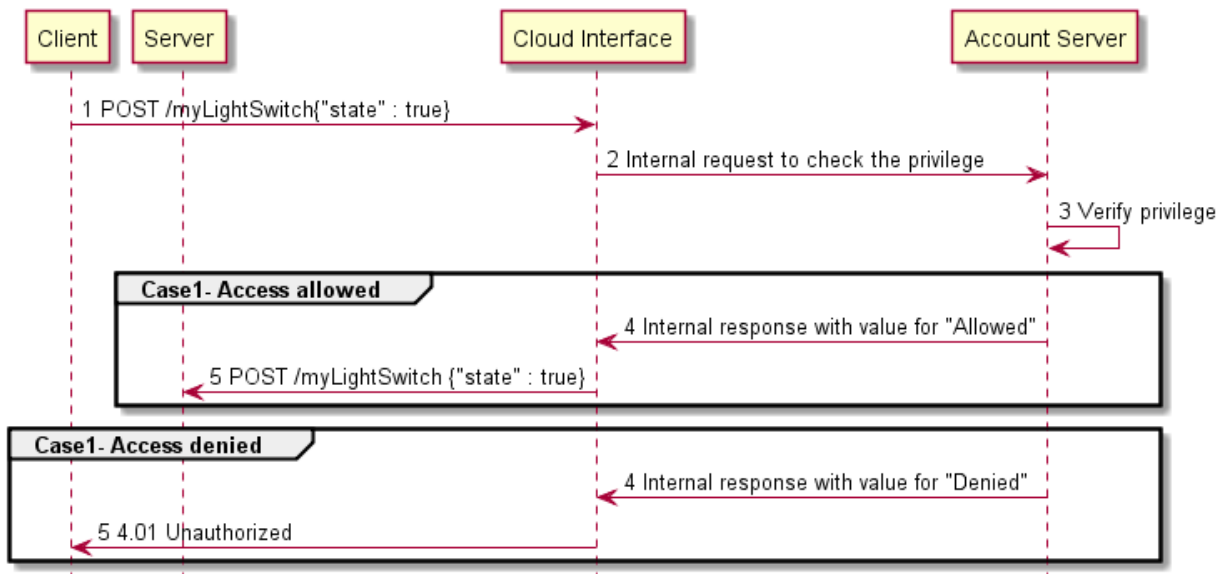 Client Server Cloud Interface Account Server
1 POST /myLightSwitch{"state" : true}
2 Internal request to check the privilege
3 Verify privilege
Case1- Access allowed
4 Internal response with value for "Allowed"
5 POST /myLightSwitch {"state" : true}
Case1- Access denied
4 Internal response with value for "Denied"
5 4.01 Unauthorized